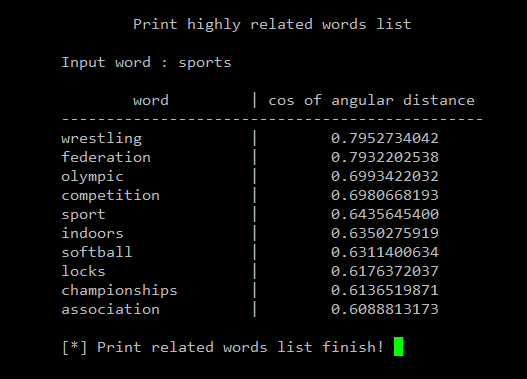 Print highly related words list
Input word : sports
word | cos of angular distance
-----------------------------------------------
wrestling | 0.7952734042
federation | 0.7932202538
olympic | 0.6993422032
competition | 0.6980668193
sport | 0.6435645400
indoors | 0.6350275919
softball | 0.6311400634
locks | 0.6176372037
championships | 0.6136519871
association | 0.6088813173
[*] Print related words list finish!